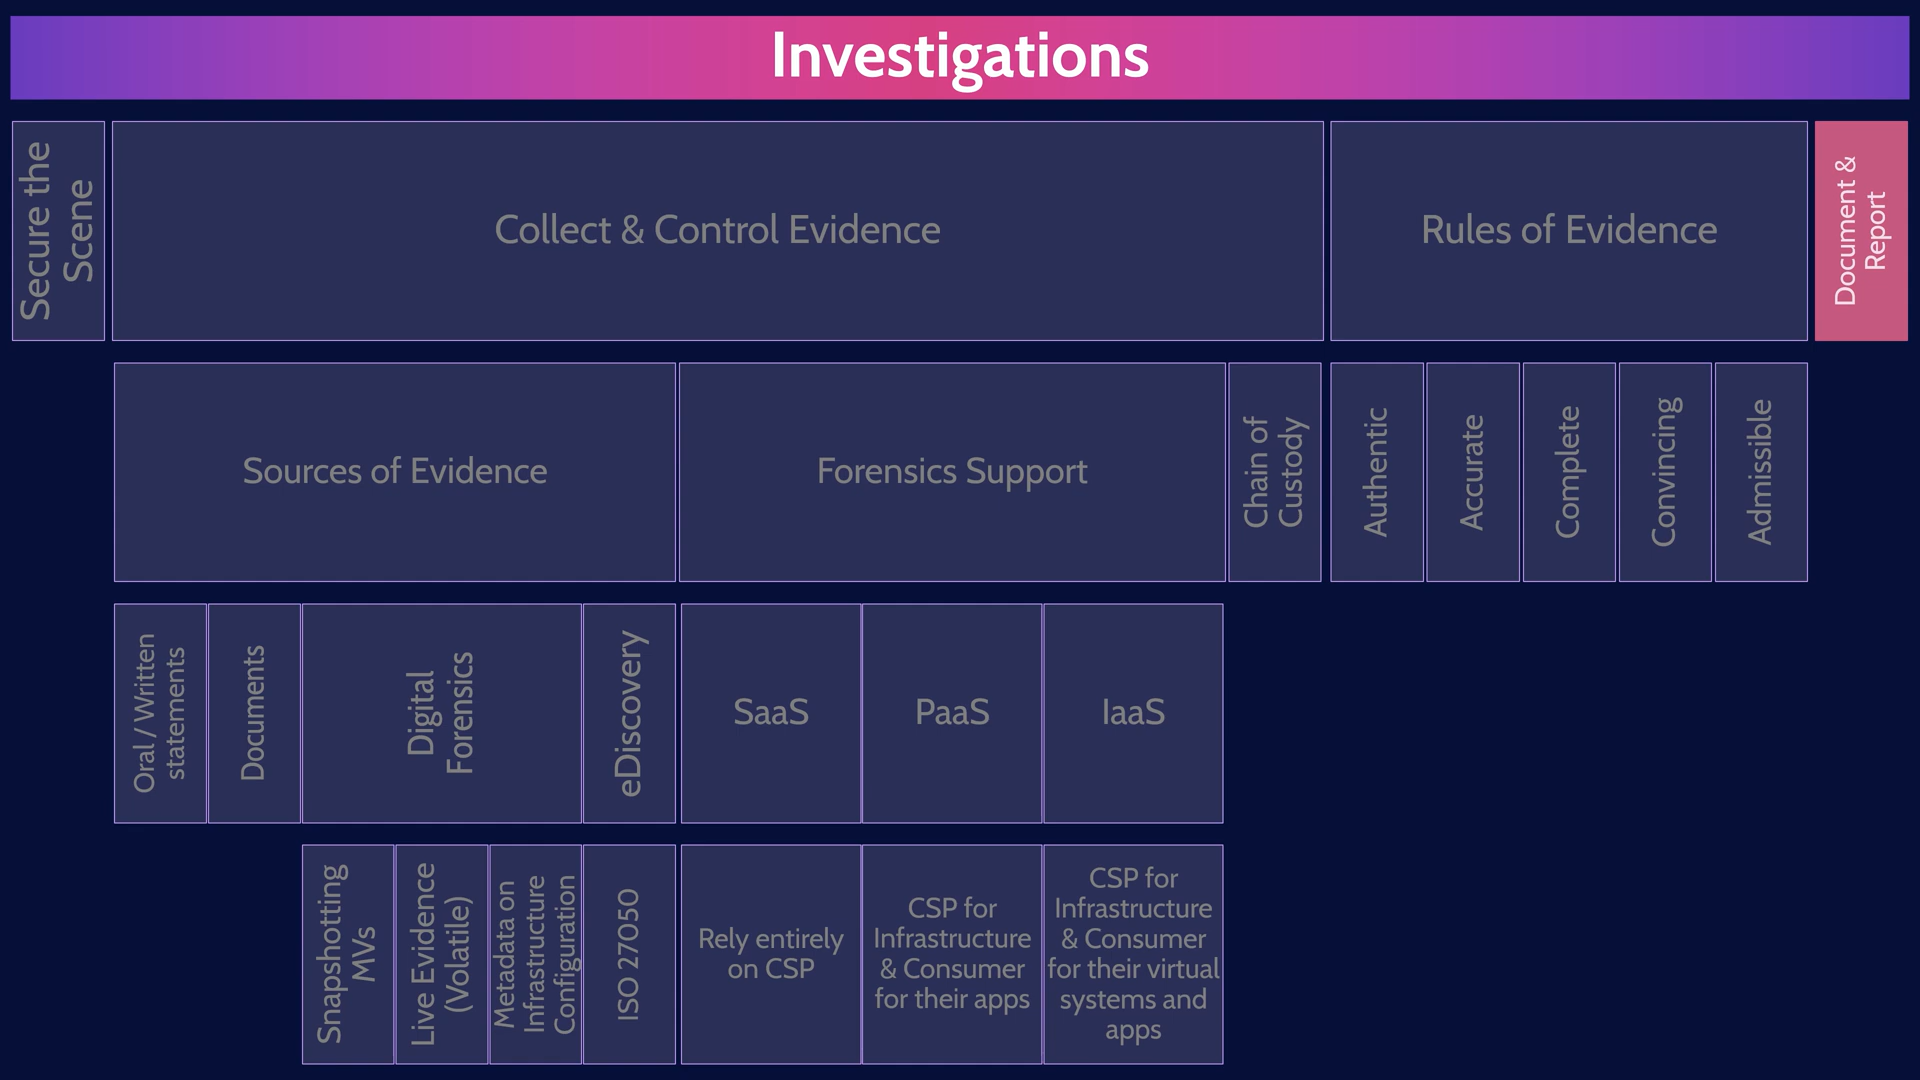 Investigations
Secure the
Scene
Collect & Control Evidence
Rules of Evidence
Document &
Report
Sources of Evidence
Forensics Support
Chain of
Custody
Authentic
Accurate
Complete
Convincing
Admissible
Oral / Written
statements
Documents
Digital
Forensics
eDiscovery
SaaS
PaaS
IaaS
Snapshotting
MVs
Live Evidence
(Volatile)
Metadata on
Infrastructure
Configuration
ISO 27050
Rely entirely
on CSP
CSP for
Infrastructure
& Consumer
for their apps
CSP for
Infrastructure
& Consumer
for their virtual
systems and
apps